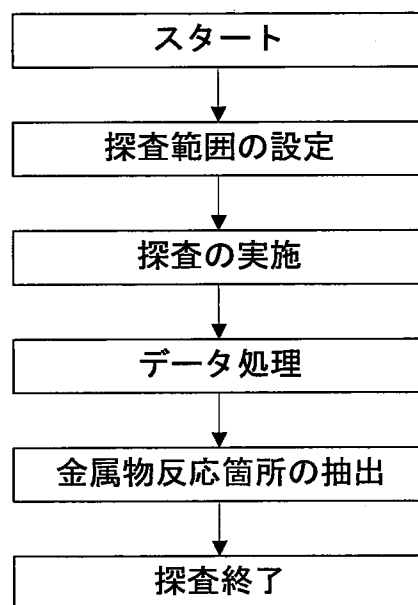 スタート
探査範囲の設定
探査の実施
データ処理
金属物反応箇所の抽出
探査終了